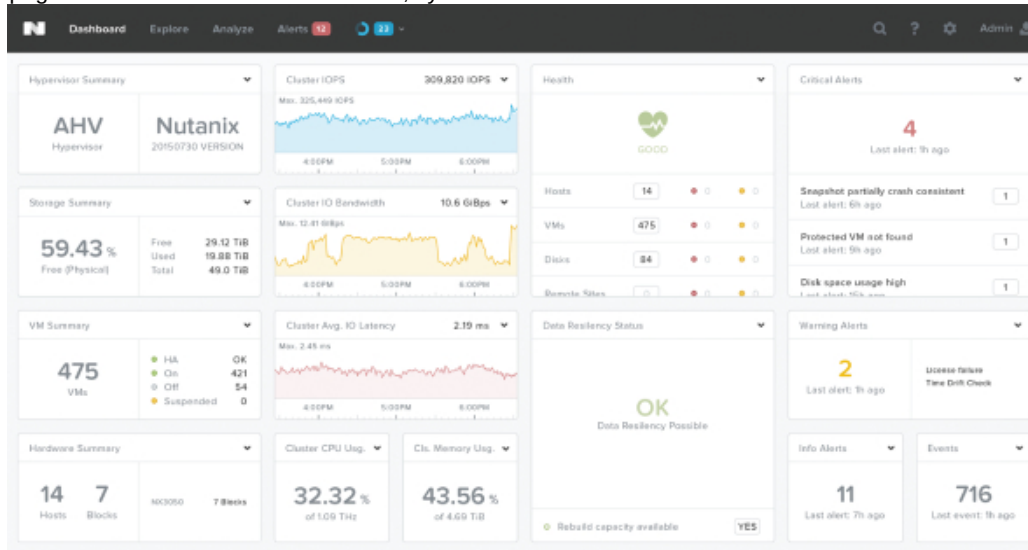 Dashboard Explore Analyze Alerts 12 23 Admin
Hypervisor Summary
AHV
Hypervisor
Nutanix
20150730 VERSION
Cluster IOPS 309,820 IOPS
Max. 325,449 IOPS
4:00PM 5:00PM 6:00PM
Health
GOOD
Hosts 14 0 0
VMs 475 0 0
Disks 84 0 0
Remote Sites 0 0 0
Critical Alerts
4
Last alert: 1h ago
Snapshot partially crash consistent 1
Last alert: 6h ago
Protected VM not found 1
Last alert: 9h ago
Disk space usage high 1
Storage Summary
59.43 %
Free (Physical)
Free 29.12 TiB
Used 19.88 TiB
Total 49.0 TiB
Cluster IO Bandwidth 10.6 GiBps
Max. 12.41 GiBps
4:00PM 5:00PM 6:00PM
VM Summary
475
VMs
HA OK
On 421
Off 54
Suspended 0
Cluster Avg. IO Latency 2.19 ms
Max. 2.45 ms
4:00PM 5:00PM 6:00PM
Data Resiliency Status
OK
Data Resiliency Possible
Rebuild capacity available YES
Warning Alerts
2
Last alert: 1h ago
License failure
Time Drift Check
Hardware Summary
14
Hosts
7
Blocks
NX3050 7 Blocks
Cluster CPU Usg.
32.32 %
of 1.09 THz
Cls. Memory Usg.
43.56 %
of 4.69 TiB
Info Alerts
11
Last alert: 7h ago
Events
716
Last event: 1h ago